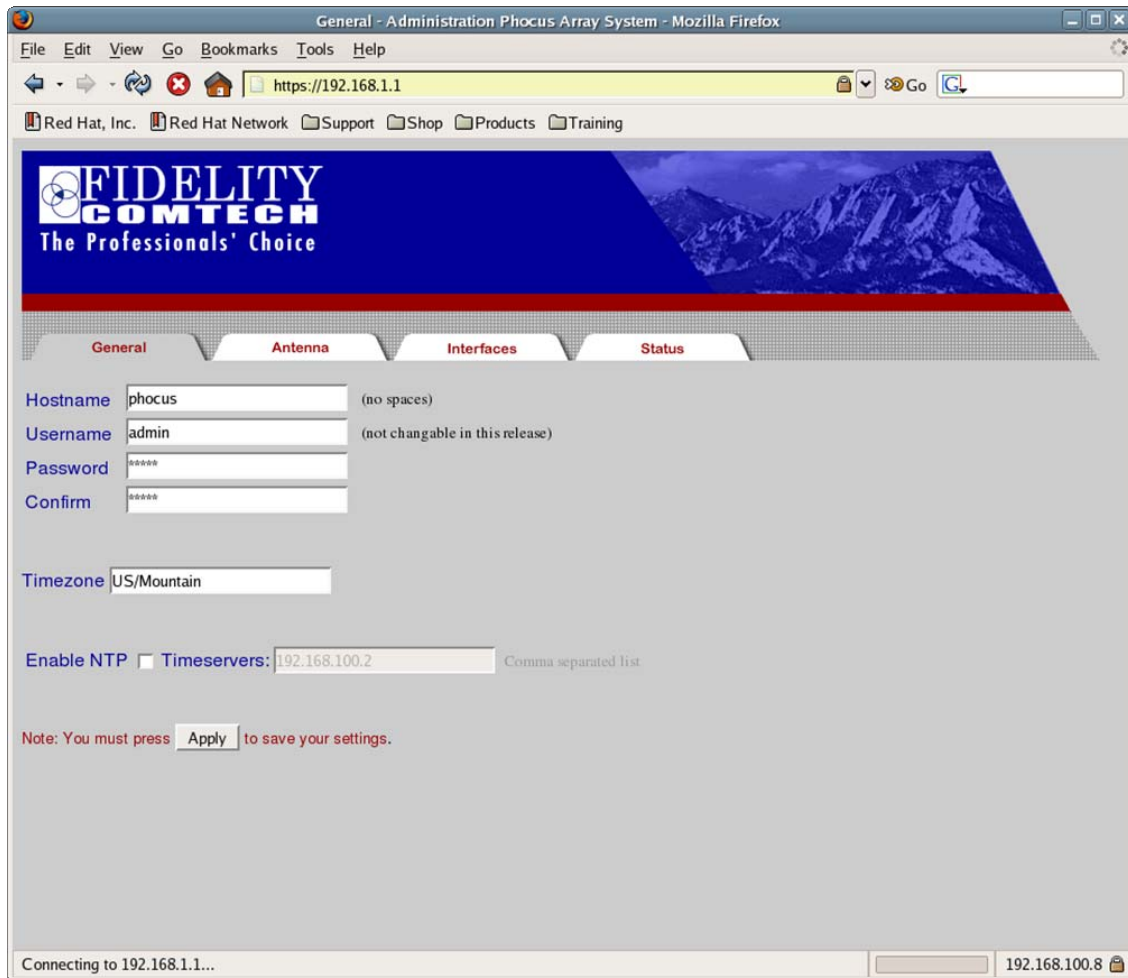 General - Administration Phocus Array System - Mozilla Firefox
File Edit View Go Bookmarks Tools Help
https://192.168.1.1 Go G
Red Hat, Inc. Red Hat Network Support Shop Products Training
FIDELITY
COMTECH
The Professionals' Choice
General Antenna Interfaces Status
Hostname phocus (no spaces)
Username admin (not changable in this release)
Password *****
Confirm *****
Timezone US/Mountain
Enable NTP Timeservers: 192.168.100.2 Comma separated list
Note: You must press Apply to save your settings.
Connecting to 192.168.1.1... 192.168.100.8